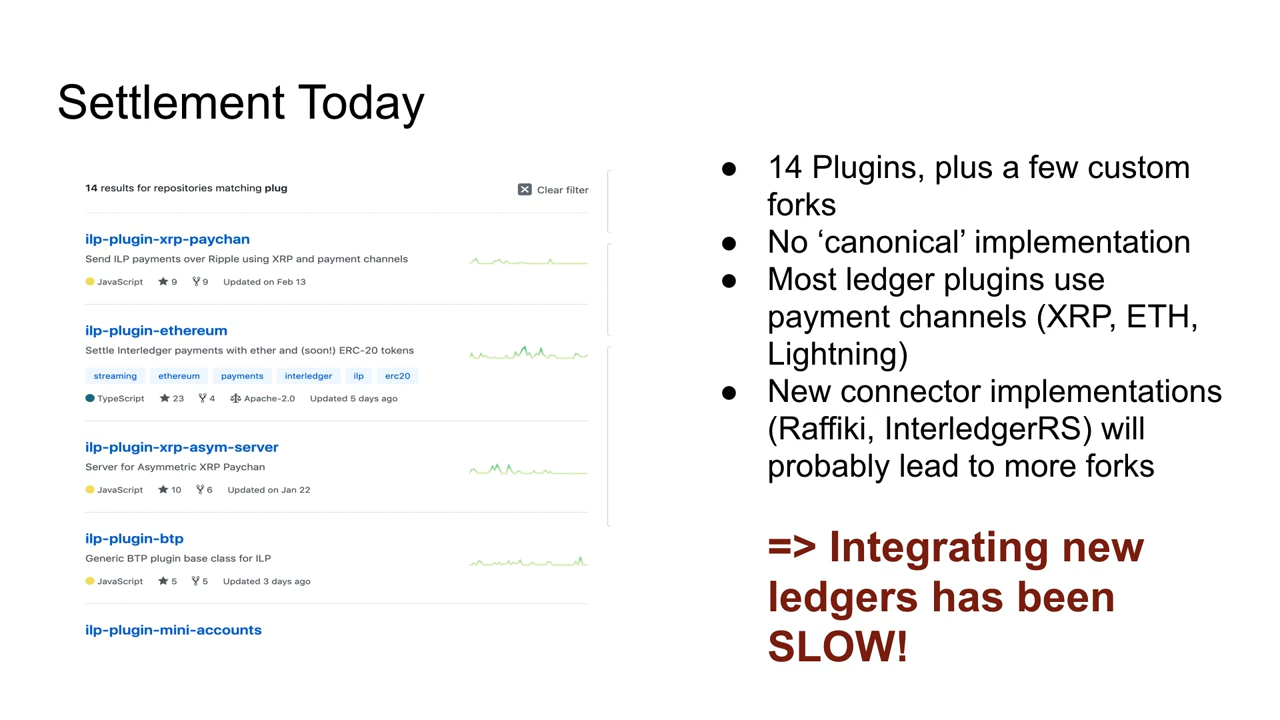 Settlement Today
14 results for repositories matching plug
Clear filter
ilp-plugin-xrp-paychan
Send ILP payments over Ripple using XRP and payment channels
JavaScript 9 9 Updated on Feb 13
ilp-plugin-ethereum
Settle Interledger payments with ether and (soon!) ERC-20 tokens
streaming ethereum payments interledger ilp erc20
TypeScript 23 4 Apache-2.0 Updated 5 days ago
ilp-plugin-xrp-asym-server
Server for Asymmetric XRP Paychan
JavaScript 10 6 Updated on Jan 22
ilp-plugin-btp
Generic BTP plugin base class for ILP
JavaScript 5 5 Updated 3 days ago
ilp-plugin-mini-accounts
● 14 Plugins, plus a few custom
forks
● No ‘canonical’ implementation
● Most ledger plugins use
payment channels (XRP, ETH,
Lightning)
● New connector implementations
(Raffiki, InterledgerRS) will
probably lead to more forks
=> Integrating new
ledgers has been
SLOW!